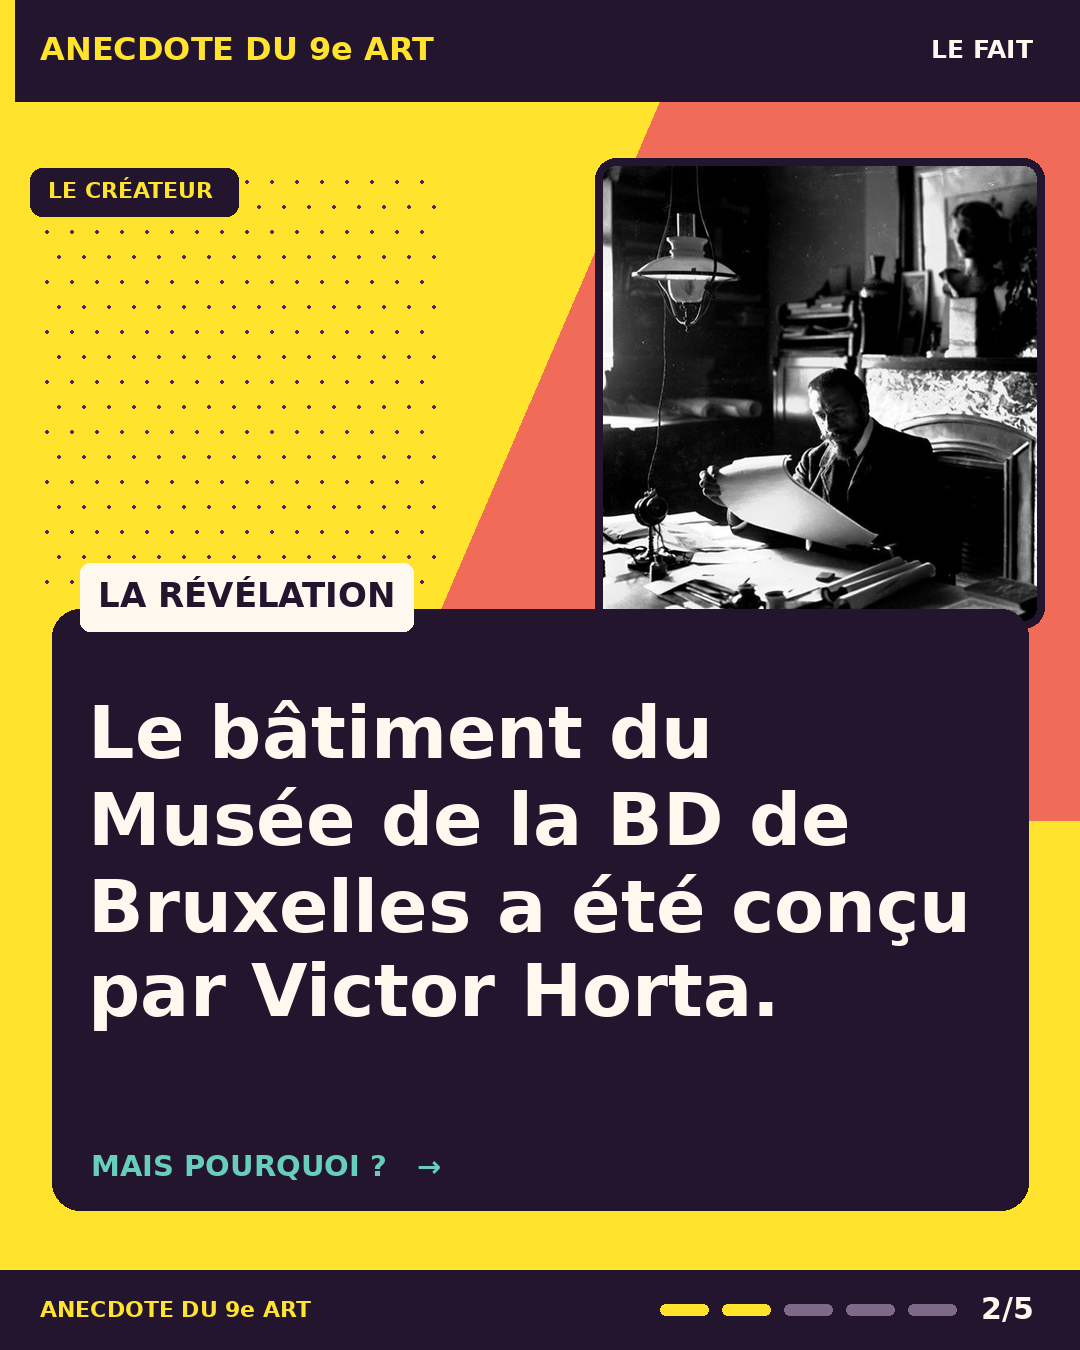 ANECDOTE DU 9e ART
LE FAIT
LE CRÉATEUR
LA RÉVÉLATION
Le bâtiment du
Musée de la BD de
Bruxelles a été conçu
par Victor Horta.
MAIS POURQUOI ? →
ANECDOTE DU 9e ART
2/5